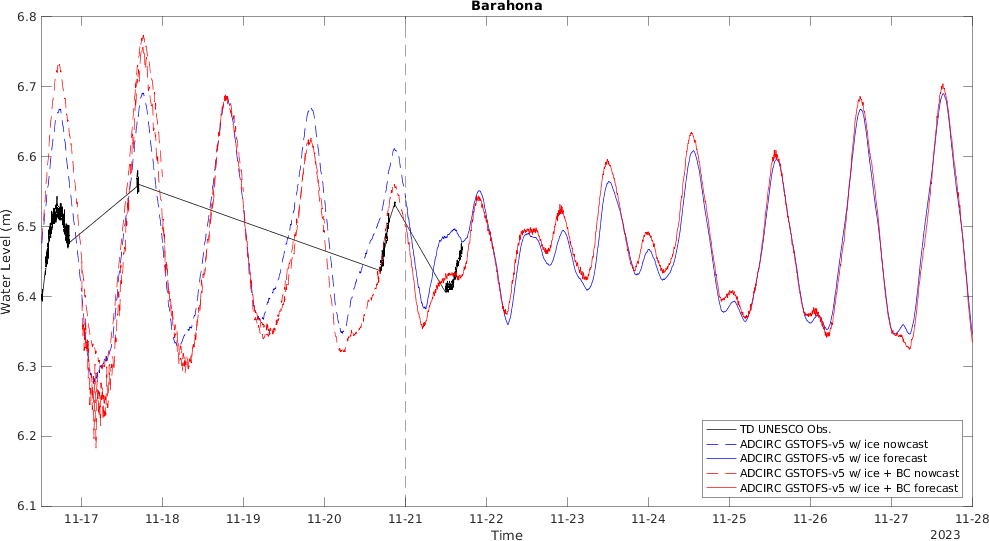 Barahona
Water Level (m)
6.8
6.7
6.6
6.5
6.4
6.3
6.2
6.1
TD UNESCO Obs.
ADCIRC GSTOFS-v5 w/ ice nowcast
ADCIRC GSTOFS-v5 w/ ice forecast
ADCIRC GSTOFS-v5 w/ ice + BC nowcast
ADCIRC GSTOFS-v5 w/ ice + BC forecast
11-17 11-18 11-19 11-20 11-21 11-22 11-23 11-24 11-25 11-26 11-27 11-28
Time
2023